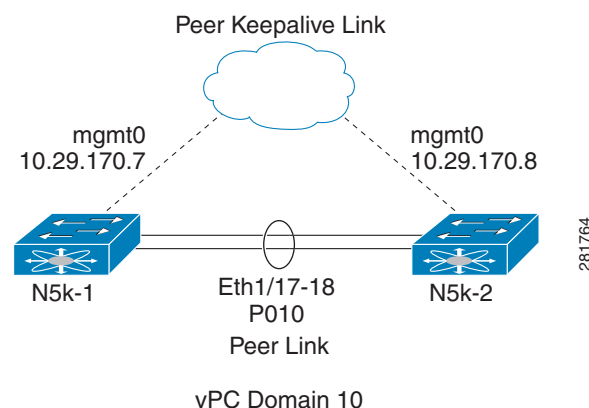 Peer Keepalive Link
mgmt0
10.29.170.7
mgmt0
10.29.170.8
N5k-1
Eth1/17-18
P010
Peer Link
N5k-2
281764
vPC Domain 10